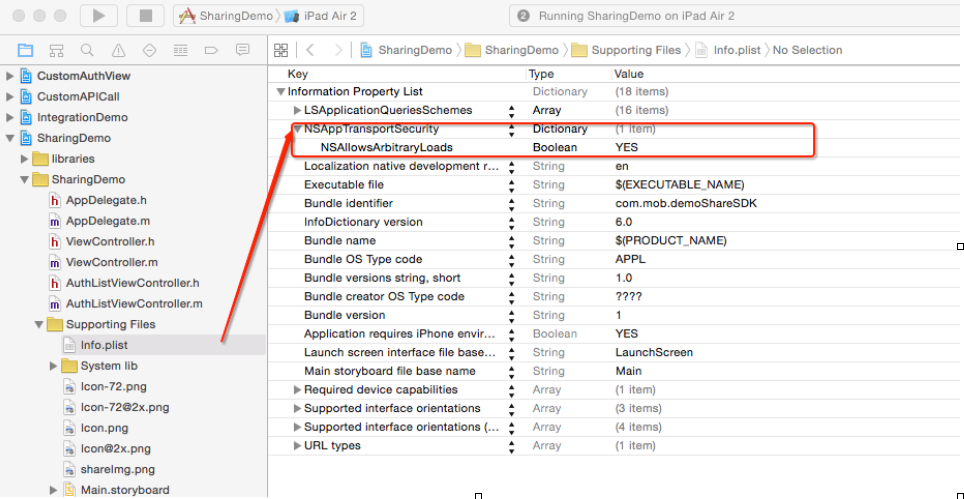 SharingDemo iPad Air 2
2 Running SharingDemo on iPad Air 2
SharingDemo SharingDemo Supporting Files Info.plist No Selection
CustomAuthView
CustomAPICall
IntegrationDemo
SharingDemo
libraries
SharingDemo
h AppDelegate.h
m AppDelegate.m
h ViewController.h
m ViewController.m
h AuthListViewController.h
m AuthListViewController.m
Supporting Files
Info.plist
System lib
Icon-72.png
Icon-72@2x.png
Icon.png
Icon@2x.png
shareImg.png
Main.storyboard
Key Type Value
Information Property List Dictionary (18 items)
LSApplicationQueriesSchemes Array (16 items)
NSAppTransportSecurity Dictionary (1 item)
NSAllowsArbitraryLoads Boolean YES
Localization native development r... String en
Executable file String $(EXECUTABLE_NAME)
Bundle identifier String com.mob.demoShareSDK
InfoDictionary version String 6.0
Bundle name String $(PRODUCT_NAME)
Bundle OS Type code String APPL
Bundle versions string, short String 1.0
Bundle creator OS Type code String ????
Bundle version String 1
Application requires iPhone envir... Boolean YES
Launch screen interface file base... String LaunchScreen
Main storyboard file base name String Main
Required device capabilities Array (1 item)
Supported interface orientations Array (3 items)
Supported interface orientations (... Array (4 items)
URL types Array (1 item)